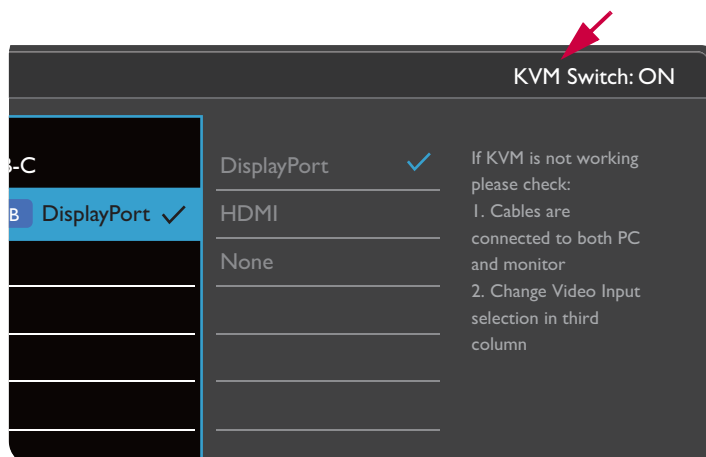 KVM Switch: ON
-C
B DisplayPort
DisplayPort
HDMI
None
If KVM is not working
please check:
1. Cables are
connected to both PC
and monitor
2. Change Video Input
selection in third
column